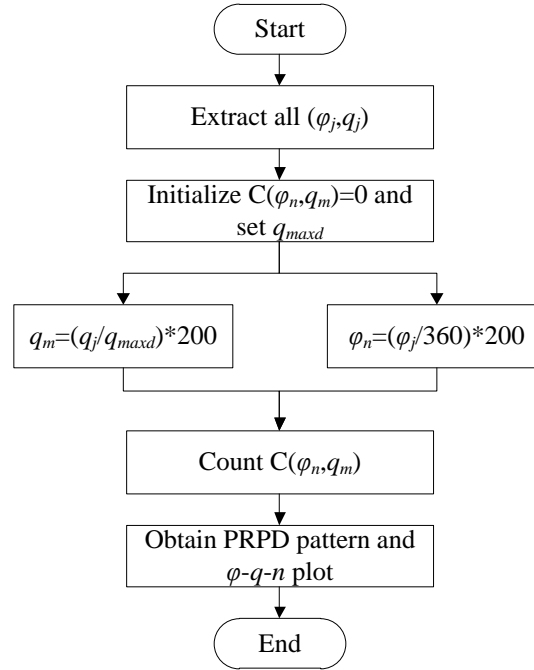 Start
Extract all (φj,qj)
Initialize C(φn,qm)=0 and
set qmaxd
qm=(qj/qmaxd)*200
φn=(φj/360)*200
Count C(φn,qm)
Obtain PRPD pattern and
φ-q-n plot
End